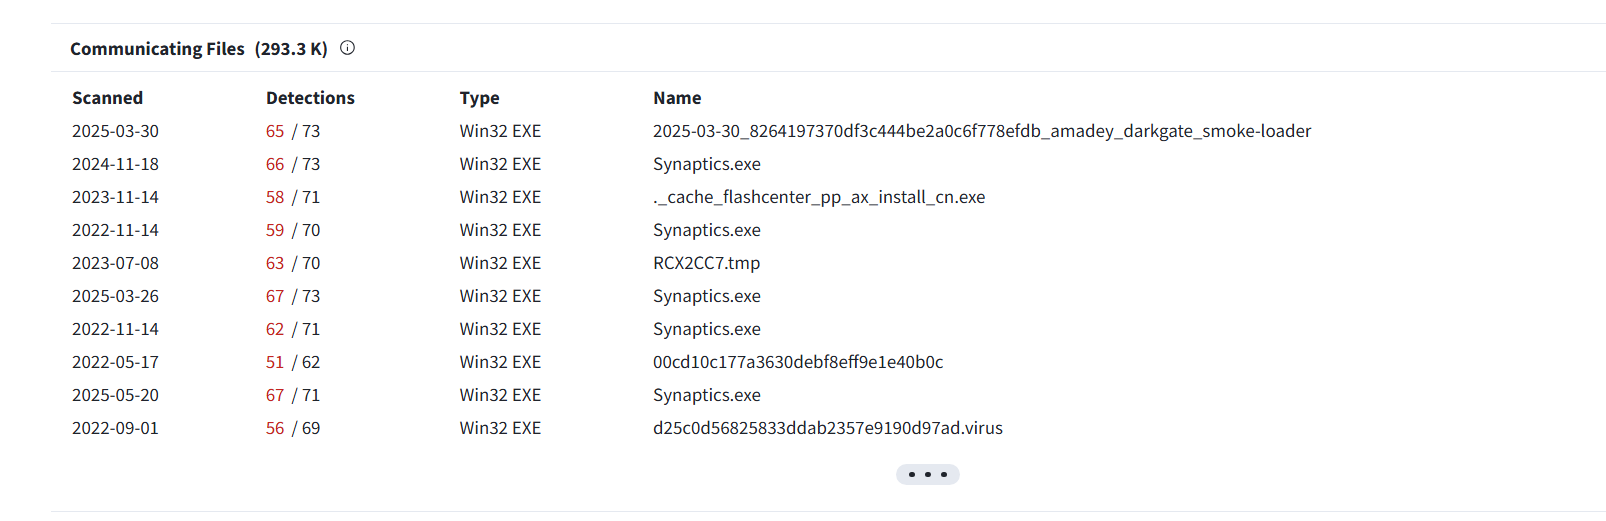 Communicating Files (293.3 K)
Scanned Detections Type Name
2025-03-30 65 / 73 Win32 EXE 2025-03-30_8264197370df3c444be2a0c6f778efdb_amadey_darkgate_smoke-loader
2024-11-18 66 / 73 Win32 EXE Synaptics.exe
2023-11-14 58 / 71 Win32 EXE ._cache_flashcenter_pp_ax_install_cn.exe
2022-11-14 59 / 70 Win32 EXE Synaptics.exe
2023-07-08 63 / 70 Win32 EXE RCX2CC7.tmp
2025-03-26 67 / 73 Win32 EXE Synaptics.exe
2022-11-14 62 / 71 Win32 EXE Synaptics.exe
2022-05-17 51 / 62 Win32 EXE 00cd10c177a3630debf8eff9e1e40b0c
2025-05-20 67 / 71 Win32 EXE Synaptics.exe
2022-09-01 56 / 69 Win32 EXE d25c0d56825833ddab2357e9190d97ad.virus